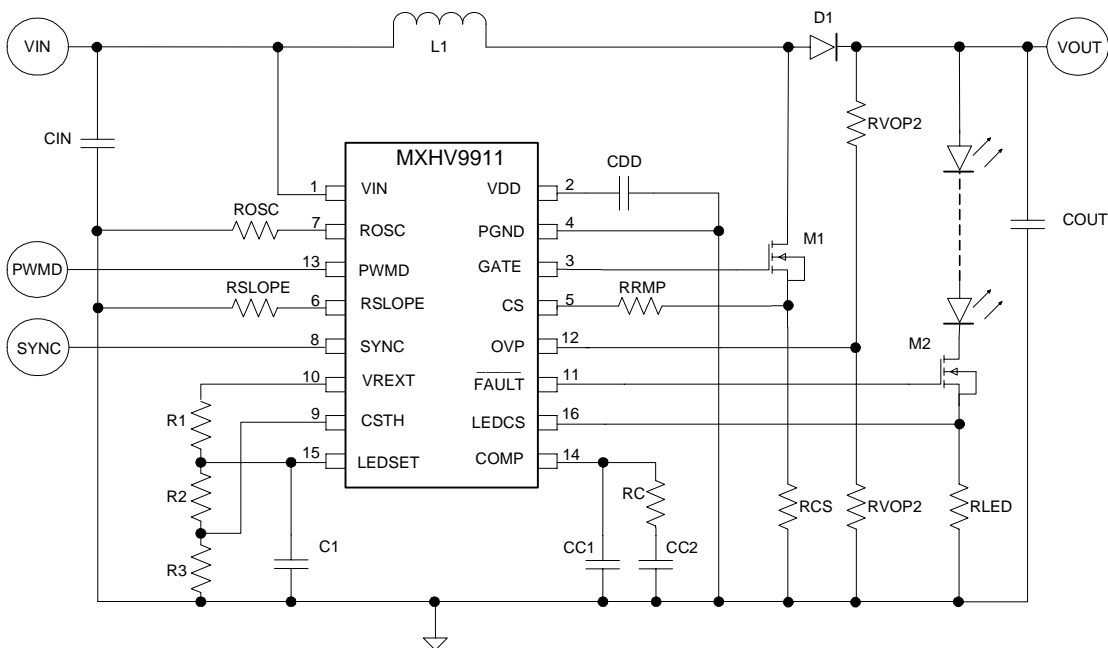 D1
VIN
L1
VOUT
CIN
RVOP2
MXHV9911
CDD
1 VIN
VDD 2
ROSC
7 ROSC
PGND 4
COUT
M1
PWMD
13 PWMD
GATE 3
RSLOPE
6 RSLOPE
CS 5
RRMP
SYNC
8 SYNC
OVP 12
M2
10 VREXT
FAULT 11
R1
9 CSTH
LEDCS 16
15 LEDSET
COMP 14
R2
RC
RCS
RVOP2
RLED
C1
CC1
CC2
R3